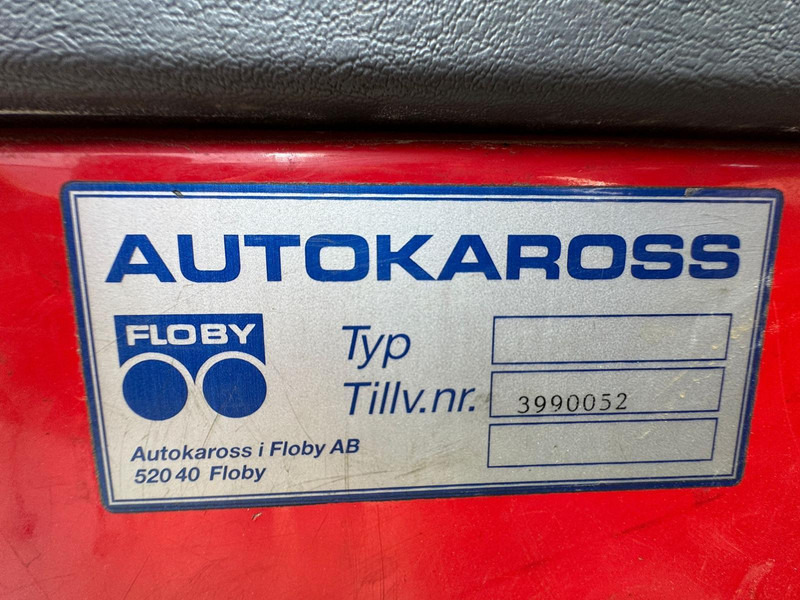 AUTOKAROSS
FLOBY
Typ
Tillv.nr. 3990052
Autokaross i Floby AB
520 40 Floby